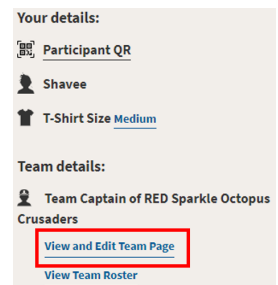 Your details:
Participant QR
Shavee
T-Shirt Size Medium
Team details:
Team Captain of RED Sparkle Octopus
Crusaders
View and Edit Team Page
View Team Roster